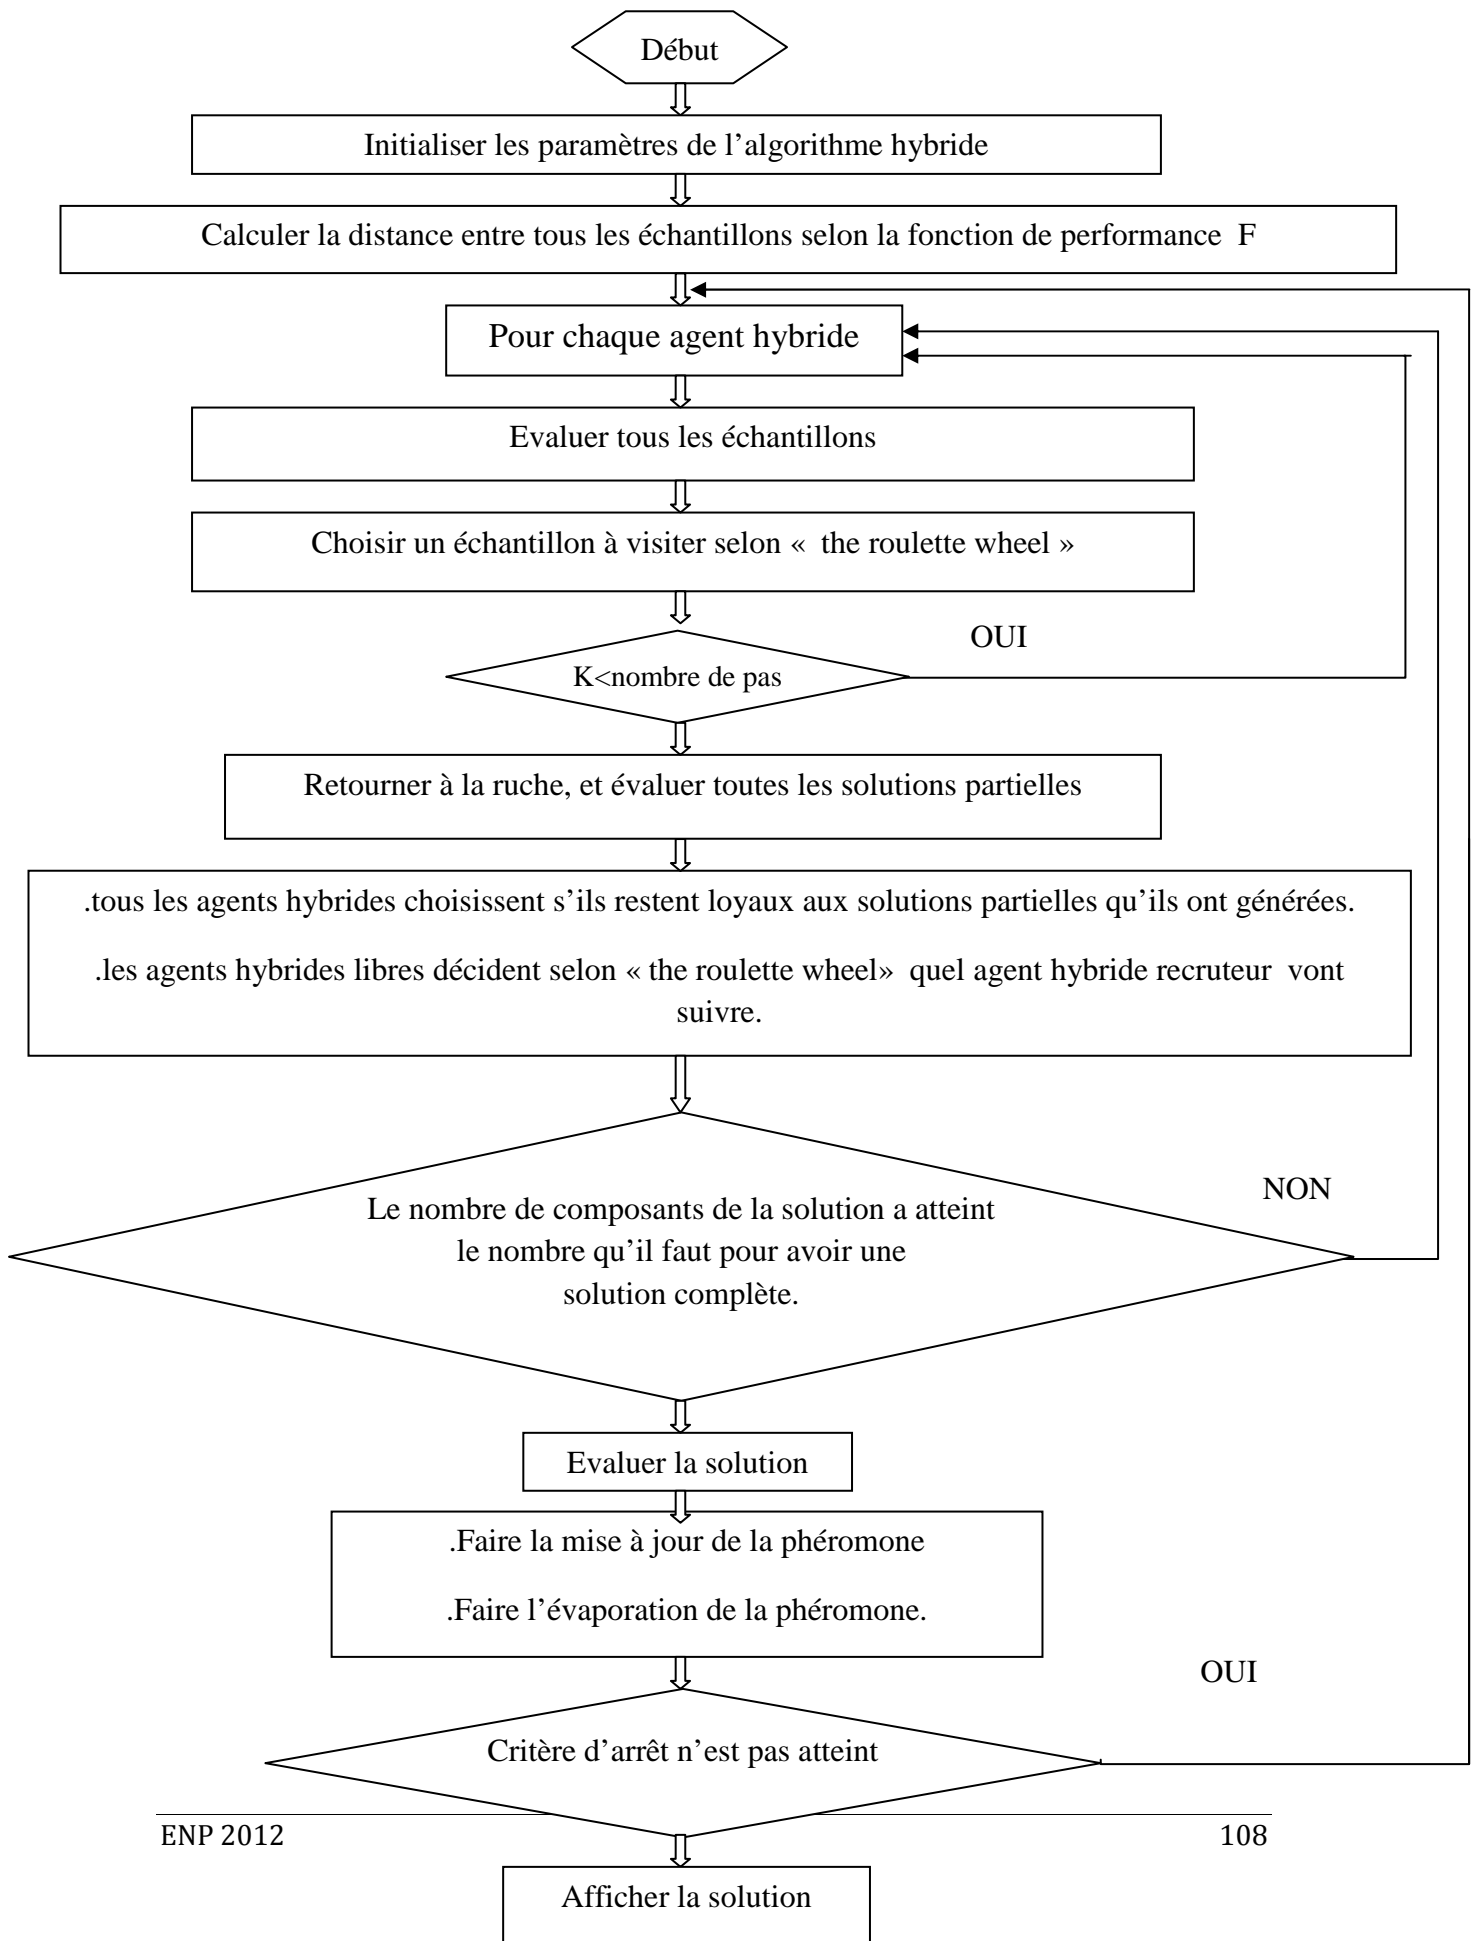 Début
Initialiser les paramètres de l’algorithme hybride
Calculer la distance entre tous les échantillons selon la fonction de performance F
Pour chaque agent hybride
Evaluer tous les échantillons
Choisir un échantillon à visiter selon « the roulette wheel »
OUI
K<nombre de pas
Retourner à la ruche, et évaluer toutes les solutions partielles
.tous les agents hybrides choisissent s’ils restent loyaux aux solutions partielles qu’ils ont générées.
.les agents hybrides libres décident selon « the roulette wheel» quel agent hybride recruteur vont
suivre.
NON
Le nombre de composants de la solution a atteint
le nombre qu’il faut pour avoir une
solution complète.
Evaluer la solution
.Faire la mise à jour de la phéromone
.Faire l’évaporation de la phéromone.
OUI
Critère d’arrêt n’est pas atteint
ENP 2012 108
Afficher la solution